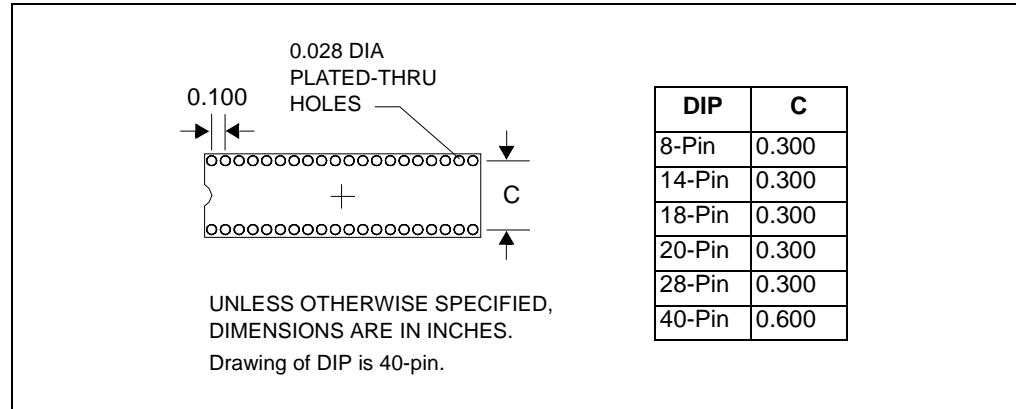 0.028 DIA
PLATED-THRU
HOLES
0.100
C
UNLESS OTHERWISE SPECIFIED,
DIMENSIONS ARE IN INCHES.
Drawing of DIP is 40-pin.
DIP C
8-Pin 0.300
14-Pin 0.300
18-Pin 0.300
20-Pin 0.300
28-Pin 0.300
40-Pin 0.600